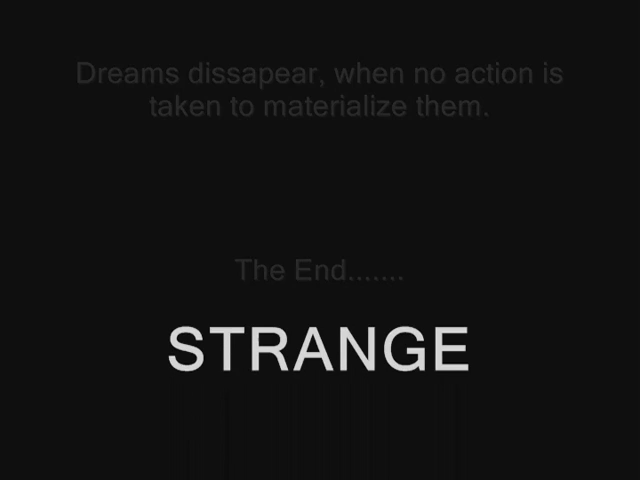 Dreams dissapear, when no action is
taken to materialize them.
The End.......
STRANGE